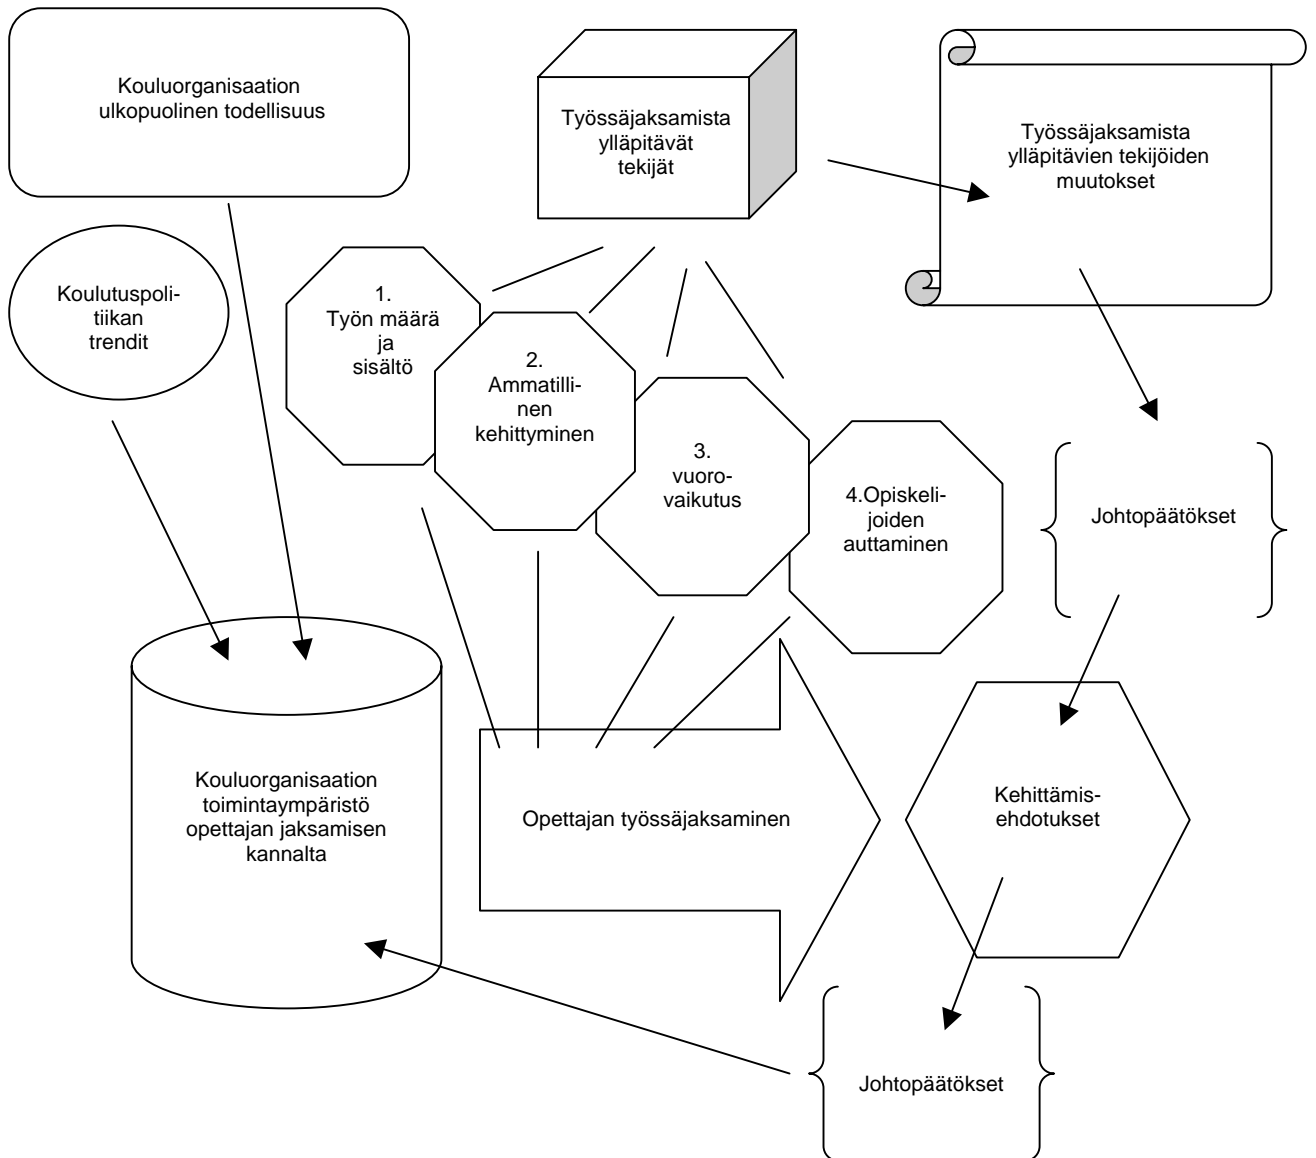 Kouluorganisaation
ulkopuolinen todellisuus
Työssäjaksamista
ylläpitävät
tekijät
Työssäjaksamista
ylläpitävien tekijöiden
muutokset
Koulutuspoli-
tiikan
trendit
1.
Työn määrä
ja
sisältö
2.
Ammatilli-
nen
kehittyminen
3.
vuoro-
vaikutus
4.Opiskeli-
joiden
auttaminen
Johtopäätökset
Kouluorganisaation
toimintaympäristö
opettajan jaksamisen
kannalta
Opettajan työssäjaksaminen
Kehittämis-
ehdotukset
Johtopäätökset